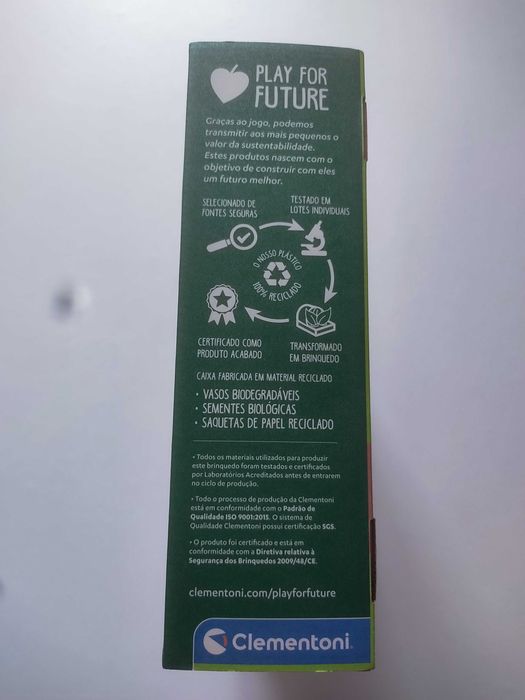 PLAY FOR
FUTURE
Graças ao jogo, podemos
transmitir aos mais pequenos o
valor da sustentabilidade.
Estes produtos nascem com o
objetivo de construir com eles
um futuro melhor.
SELECIONADO DE
FONTES SEGURAS
TESTADO EM
LOTES INDIVIDUAIS
O NOSSO PLÁSTICO
100% RECICLADO
CERTIFICADO COMO
PRODUTO ACABADO
TRANSFORMADO
EM BRINQUEDO
CAIXA FABRICADA EM MATERIAL RECICLADO
• VASOS BIODEGRADÁVEIS
• SEMENTES BIOLÓGICAS
• SAQUETAS DE PAPEL RECICLADO
• Todos os materiais utilizados para produzir
este brinquedo foram testados e certificados
por Laboratórios Acreditados antes de entrarem
no ciclo de produção.
• Todo o processo de produção da Clementoni
está em conformidade com o Padrão de
Qualidade ISO 9001:2015. O sistema de
Qualidade Clementoni possui certificação SGS.
• O produto foi certificado e está em
conformidade com a Diretiva relativa à
Segurança dos Brinquedos 2009/48/CE.
clementoni.com/playforfuture
Clementoni